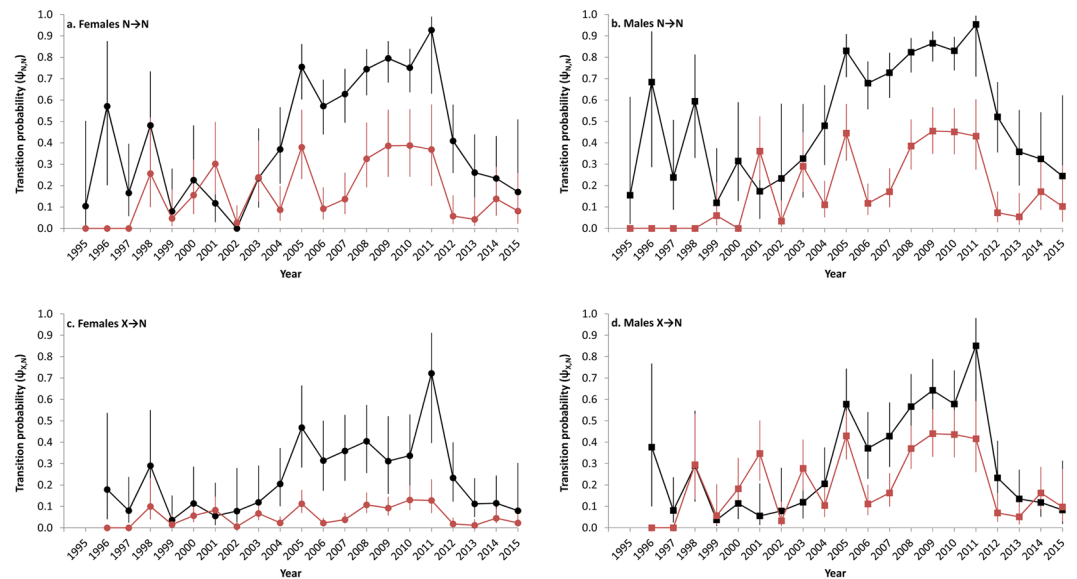 a. Females N→N
Transition probability (ψN,N)
1.0
0.9
0.8
0.7
0.6
0.5
0.4
0.3
0.2
0.1
0.0
1995 1996 1997 1998 1999 2000 2001 2002 2003 2004 2005 2006 2007 2008 2009 2010 2011 2012 2013 2014 2015
Year
b. Males N→N
Transition probability (ψN,N)
1.0
0.9
0.8
0.7
0.6
0.5
0.4
0.3
0.2
0.1
0.0
1995 1996 1997 1998 1999 2000 2001 2002 2003 2004 2005 2006 2007 2008 2009 2010 2011 2012 2013 2014 2015
Year
c. Females X→N
Transition probability (ψX,N)
1.0
0.9
0.8
0.7
0.6
0.5
0.4
0.3
0.2
0.1
0.0
1995 1996 1997 1998 1999 2000 2001 2002 2003 2004 2005 2006 2007 2008 2009 2010 2011 2012 2013 2014 2015
Year
d. Males X→N
Transition probability (ψX,N)
1.0
0.9
0.8
0.7
0.6
0.5
0.4
0.3
0.2
0.1
0.0
1995 1996 1997 1998 1999 2000 2001 2002 2003 2004 2005 2006 2007 2008 2009 2010 2011 2012 2013 2014 2015
Year